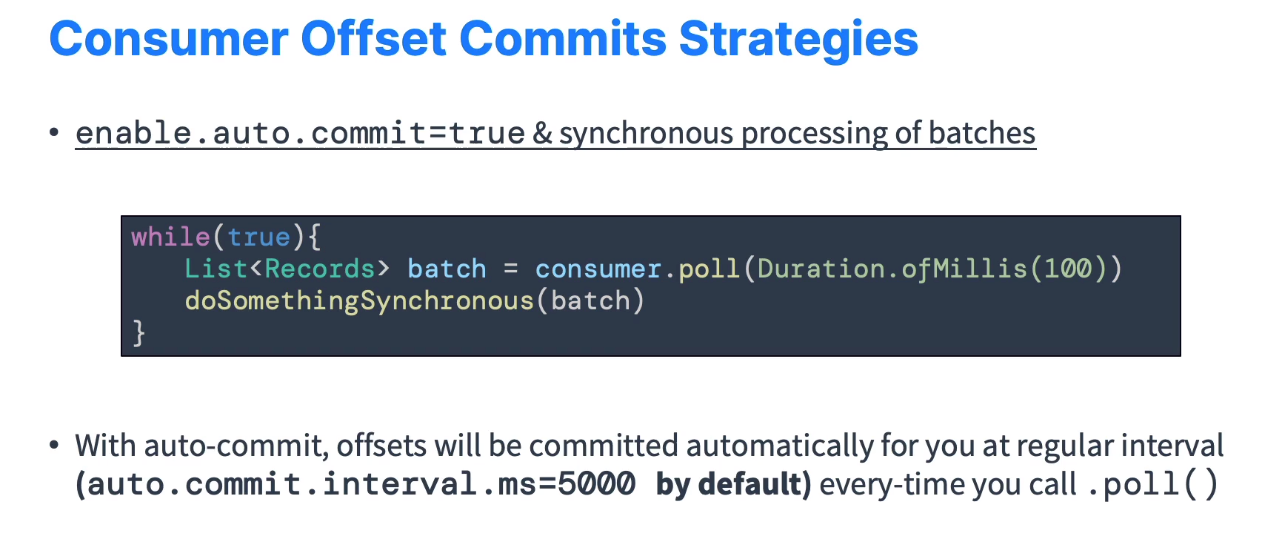 Consumer Offset Commits Strategies
• enable.auto.commit=true & synchronous processing of batches
while(true){
List<Records> batch = consumer.poll(Duration.ofMillis(100))
doSomethingSynchronous(batch)
}
• With auto-commit, offsets will be committed automatically for you at regular interval
(auto.commit.interval.ms=5000 by default) every-time you call .poll()